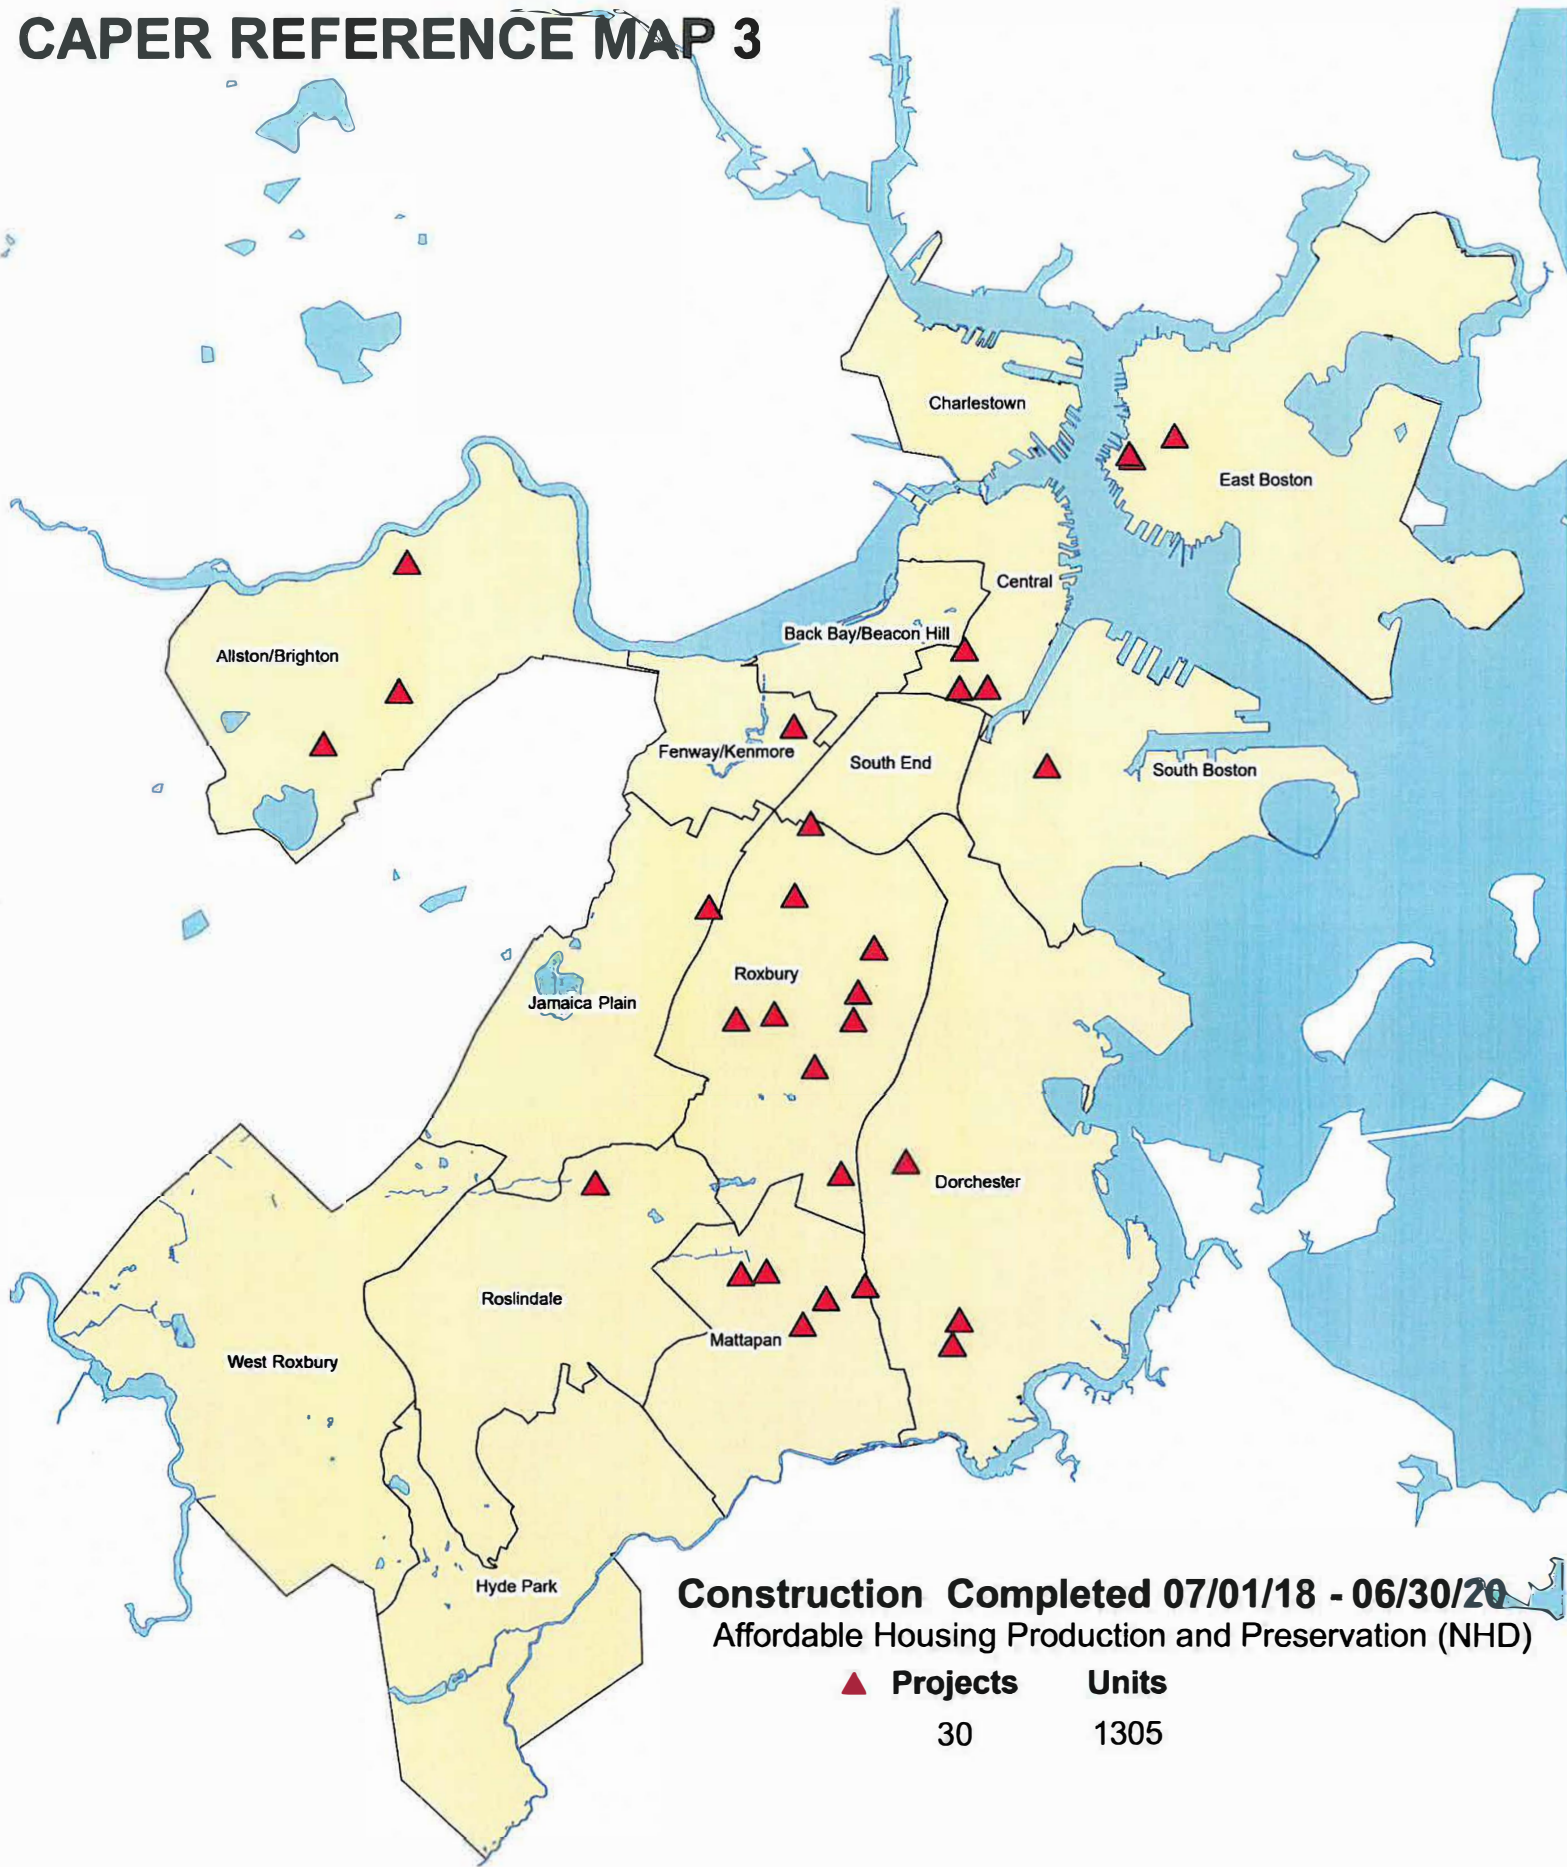 CAPER REFERENCE MAP 3
Charlestown
East Boston
Central
Back Bay/Beacon Hill
Allston/Brighton
Fenway/Kenmore
South End
South Boston
Roxbury
Jamaica Plain
Dorchester
Roslindale
Mattapan
West Roxbury
Hyde Park
Construction Completed 07/01/18 - 06/30/20
Affordable Housing Production and Preservation (NHD)
Projects Units
30 1305